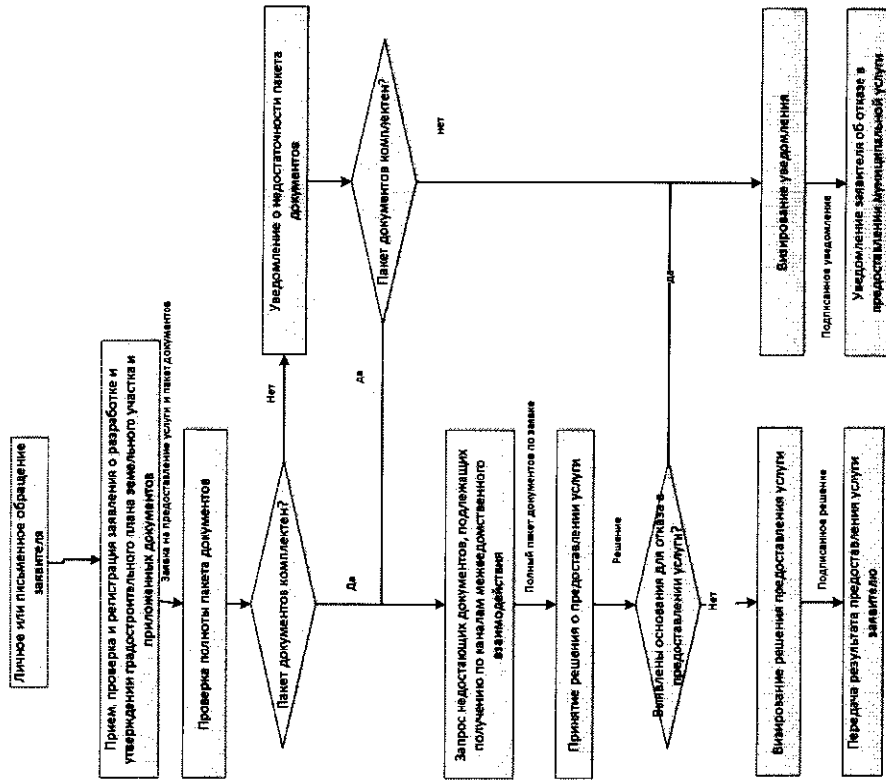 Личное или письменное обращение
заявителя
Прием, проверка и регистрация заявления о разработке и
утверждении градостроительного плана земельного участка и
приложенных документов
Заявка на предоставление услуги и пакет документов
Проверка полноты пакета документов
Пакет документов комплектен?
Нет
Уведомление о недостаточности пакета
документов
Пакет документов комплектен?
нет
да
Да
Запрос недостающих документов, подлежащих
получению по каналам межведомственного
взаимодействия
Полный пакет документов по заявке
Принятие решения о предоставлении услуги
Решение
Выявлены основания для отказа в
предоставлении услуги?
да
Нет
Визирование решения предоставления услуги
Подписанное решение
Передача результата предоставления услуги
заявителю
Визирование уведомления
Подписанное уведомление
Уведомление заявителя об отказе в
предоставлении муниципальной услуги